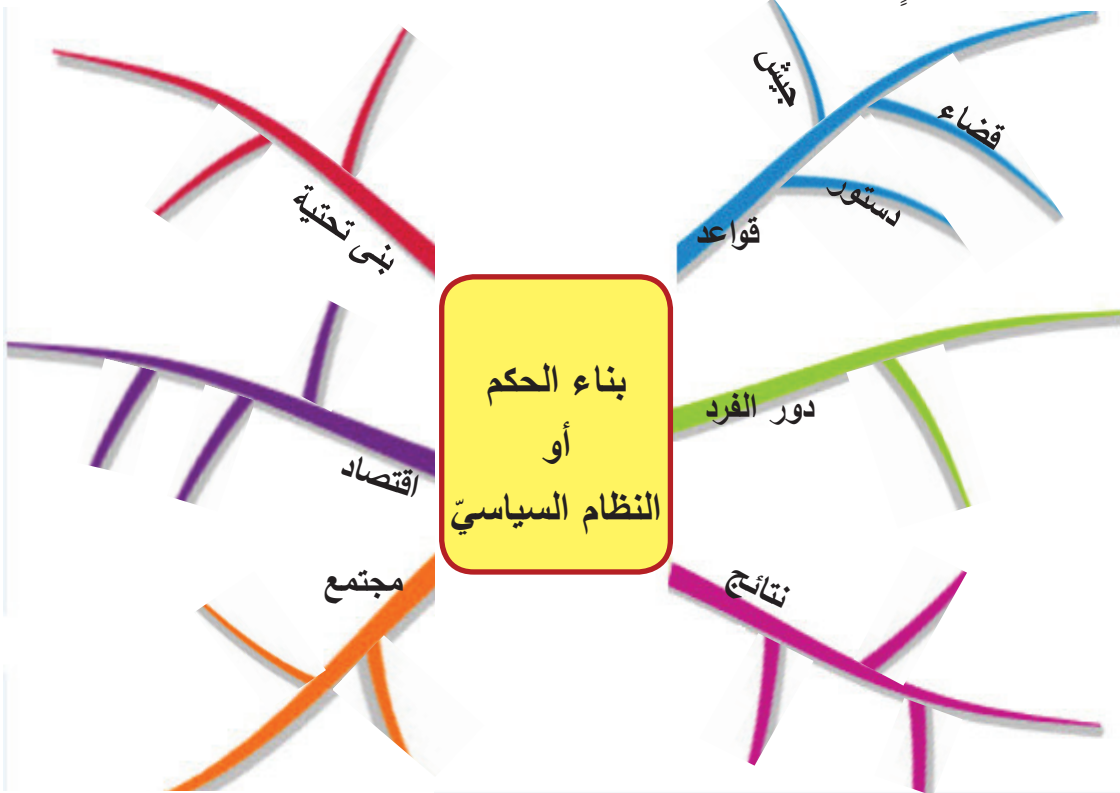 بناء الحكم
أو
النظام السياسيّ
قواعد
جيش
قضاء
دستور
دور الفرد
نتائج
بنى تحتية
اقتصاد
مجتمع